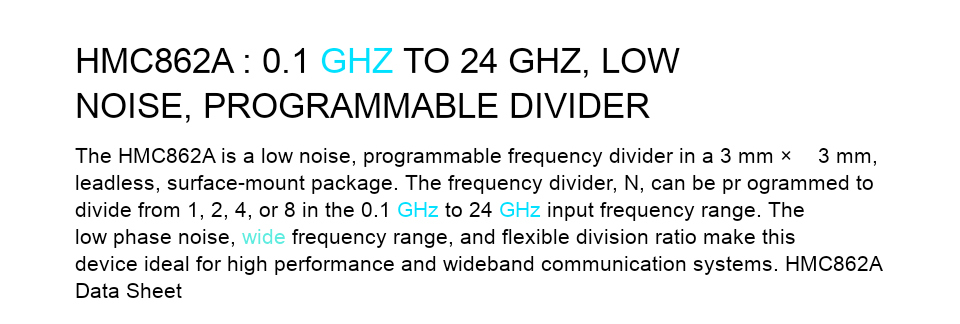 HMC862A : 0.1 GHZ TO 24 GHZ, LOW
NOISE, PROGRAMMABLE DIVIDER
The HMC862A is a low noise, programmable frequency divider in a 3 mm × 3 mm,
leadless, surface-mount package. The frequency divider, N, can be pr ogrammed to
divide from 1, 2, 4, or 8 in the 0.1 GHz to 24 GHz input frequency range. The
low phase noise, wide frequency range, and flexible division ratio make this
device ideal for high performance and wideband communication systems. HMC862A
Data Sheet